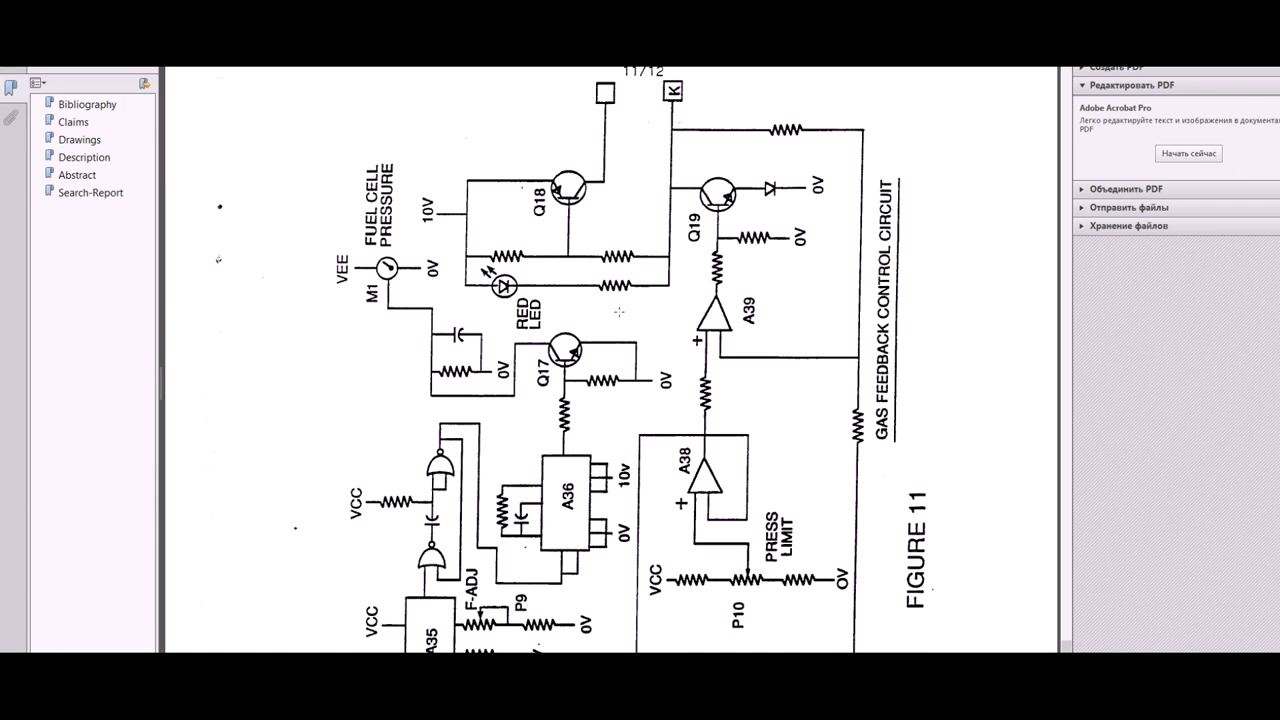 11/12
Bibliography
Claims
Drawings
Description
Abstract
Search-Report
Редактировать PDF
Adobe Acrobat Pro
Легко редактируйте текст и изображения в документа
PDF
Начать сейчас
Объединить PDF
Отправить файлы
Хранение файлов
K
FUEL CELL
PRESSURE
VEE
0V
M1
10V
Q18
RED
LED
0V
Q17
0V
Q19
0V
0V
A39
+
GAS FEEDBACK CONTROL CIRCUIT
VCC
A36
10v
0V
A38
+
PRESS
LIMIT
VCC
P10
0V
VCC
A35
F-ADJ
P9
0V
FIGURE 11